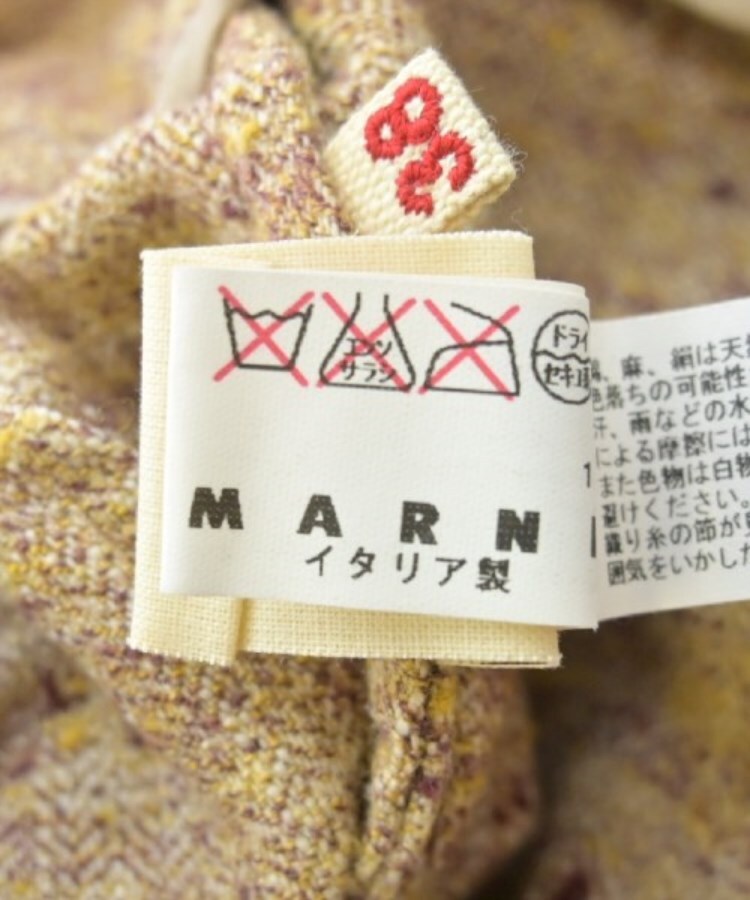 38
エンソ
サラシ
ドライ
セキユ
MARN
イタリア製
麻、絹は天然
色落ちの可能性
汗、雨などの水
による摩擦には
また色物は白物
避けください。
織り糸の節が
囲気をいかした